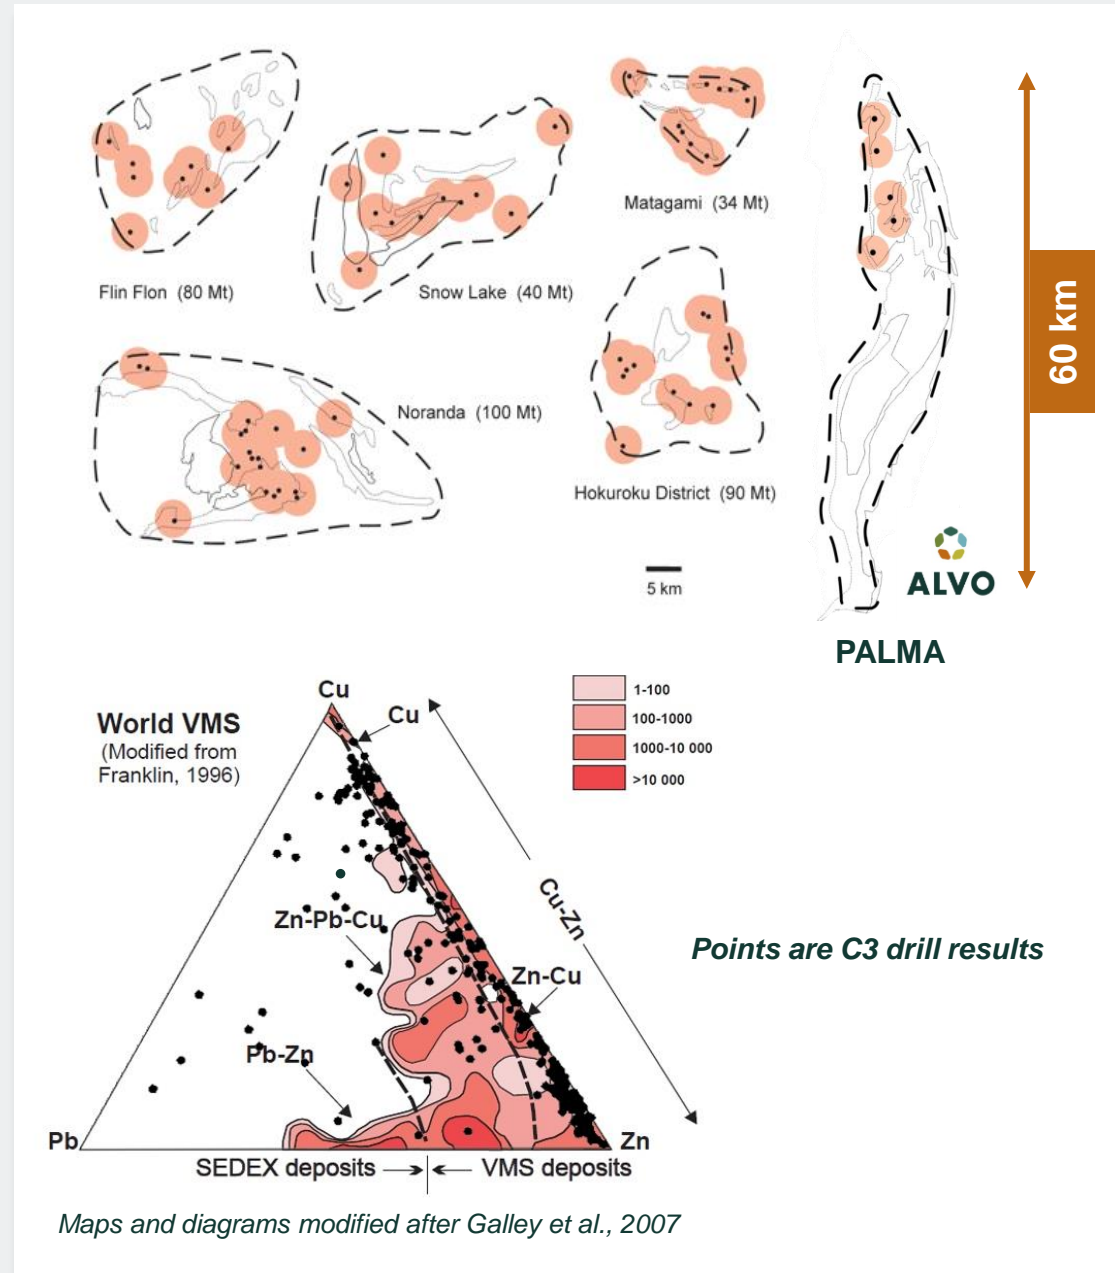 Matagami (34 Mt)
Flin Flon (80 Mt)
Snow Lake (40 Mt)
60 km
Noranda (100 Mt)
Hokuroku District (90 Mt)
5 km
ALVO
PALMA
World VMS
(Modified from
Franklin, 1996)
Cu
Cu
1-100
100-1000
1000-10 000
>10 000
Cu-Zn
Zn-Pb-Cu
Zn-Cu
Points are C3 drill results
Pb-Zn
Pb
Zn
SEDEX deposits
VMS deposits
Maps and diagrams modified after Galley et al., 2007